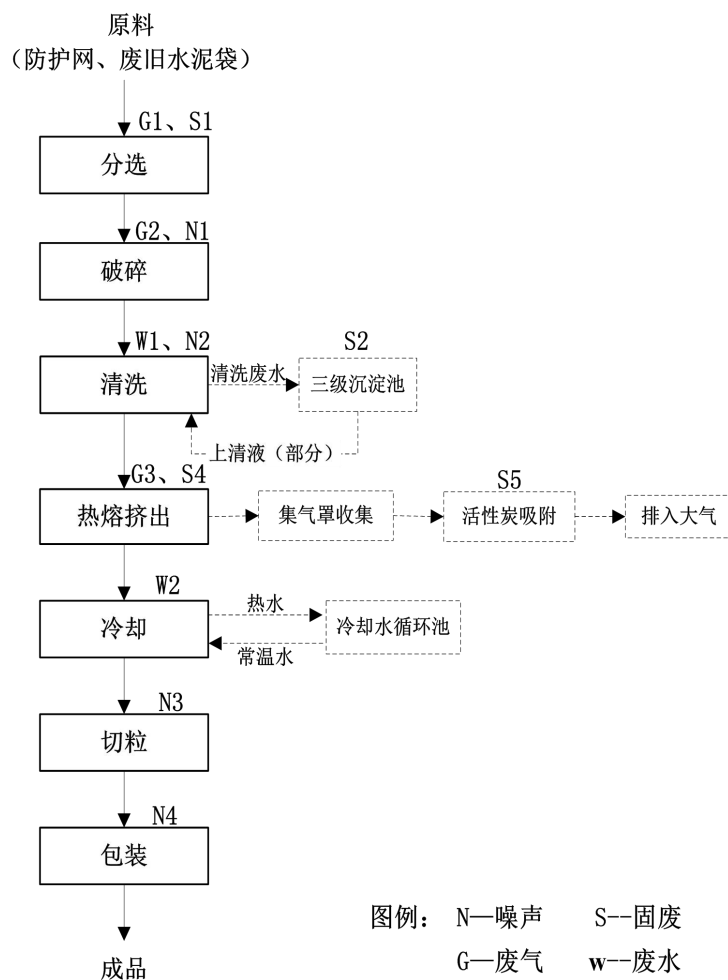 原料
（防护网、废旧水泥袋）
G1、S1
分选
G2、N1
破碎
W1、N2
清洗
清洗废水
S2
三级沉淀池
上清液（部分）
G3、S4
热熔挤出
集气罩收集
S5
活性炭吸附
排入大气
W2
冷却
热水
常温水
冷却水循环池
N3
切粒
N4
包装
成品
图例： N—噪声 S--固废
G—废气 w--废水